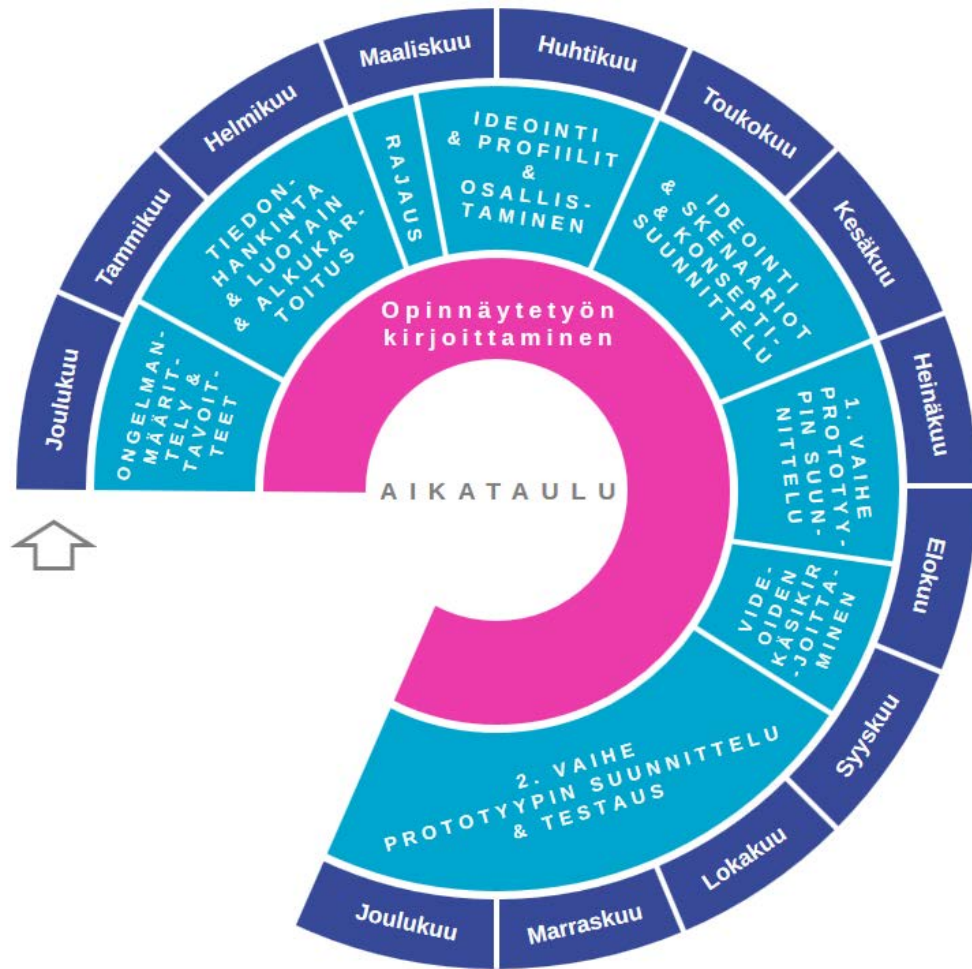 Joulukuu
Tammikuu
Helmikuu
Maaliskuu
Huhtikuu
Toukokuu
Kesäkuu
Heinäkuu
Elokuu
Syyskuu
Lokakuu
Marraskuu
Joulukuu
ONGELMAN-
MÄÄRIT-
TELY &
TAVOIT-
TEET
TIEDON-
HANKINTA
& LUOTAIN
& ALKUKAR-
TOITUS
RAJAUS
IDEOINTI
& PROFIILIT
&
OSALLIS-
TAMINEN
IDEOINTI
& SKENAARIOT
& KONSEPTI-
SUUNNITTELU
1. VAIHE
PROTOTYY-
PIN SUUN-
NITTELU
VIDE-
OIDEN
KÄSIKIR
-JOITTA-
MINEN
2. VAIHE
PROTOTYYPIN SUUNNITTELU
& TESTAUS
Opinnäytetyön
kirjoittaminen
AIKATAULU